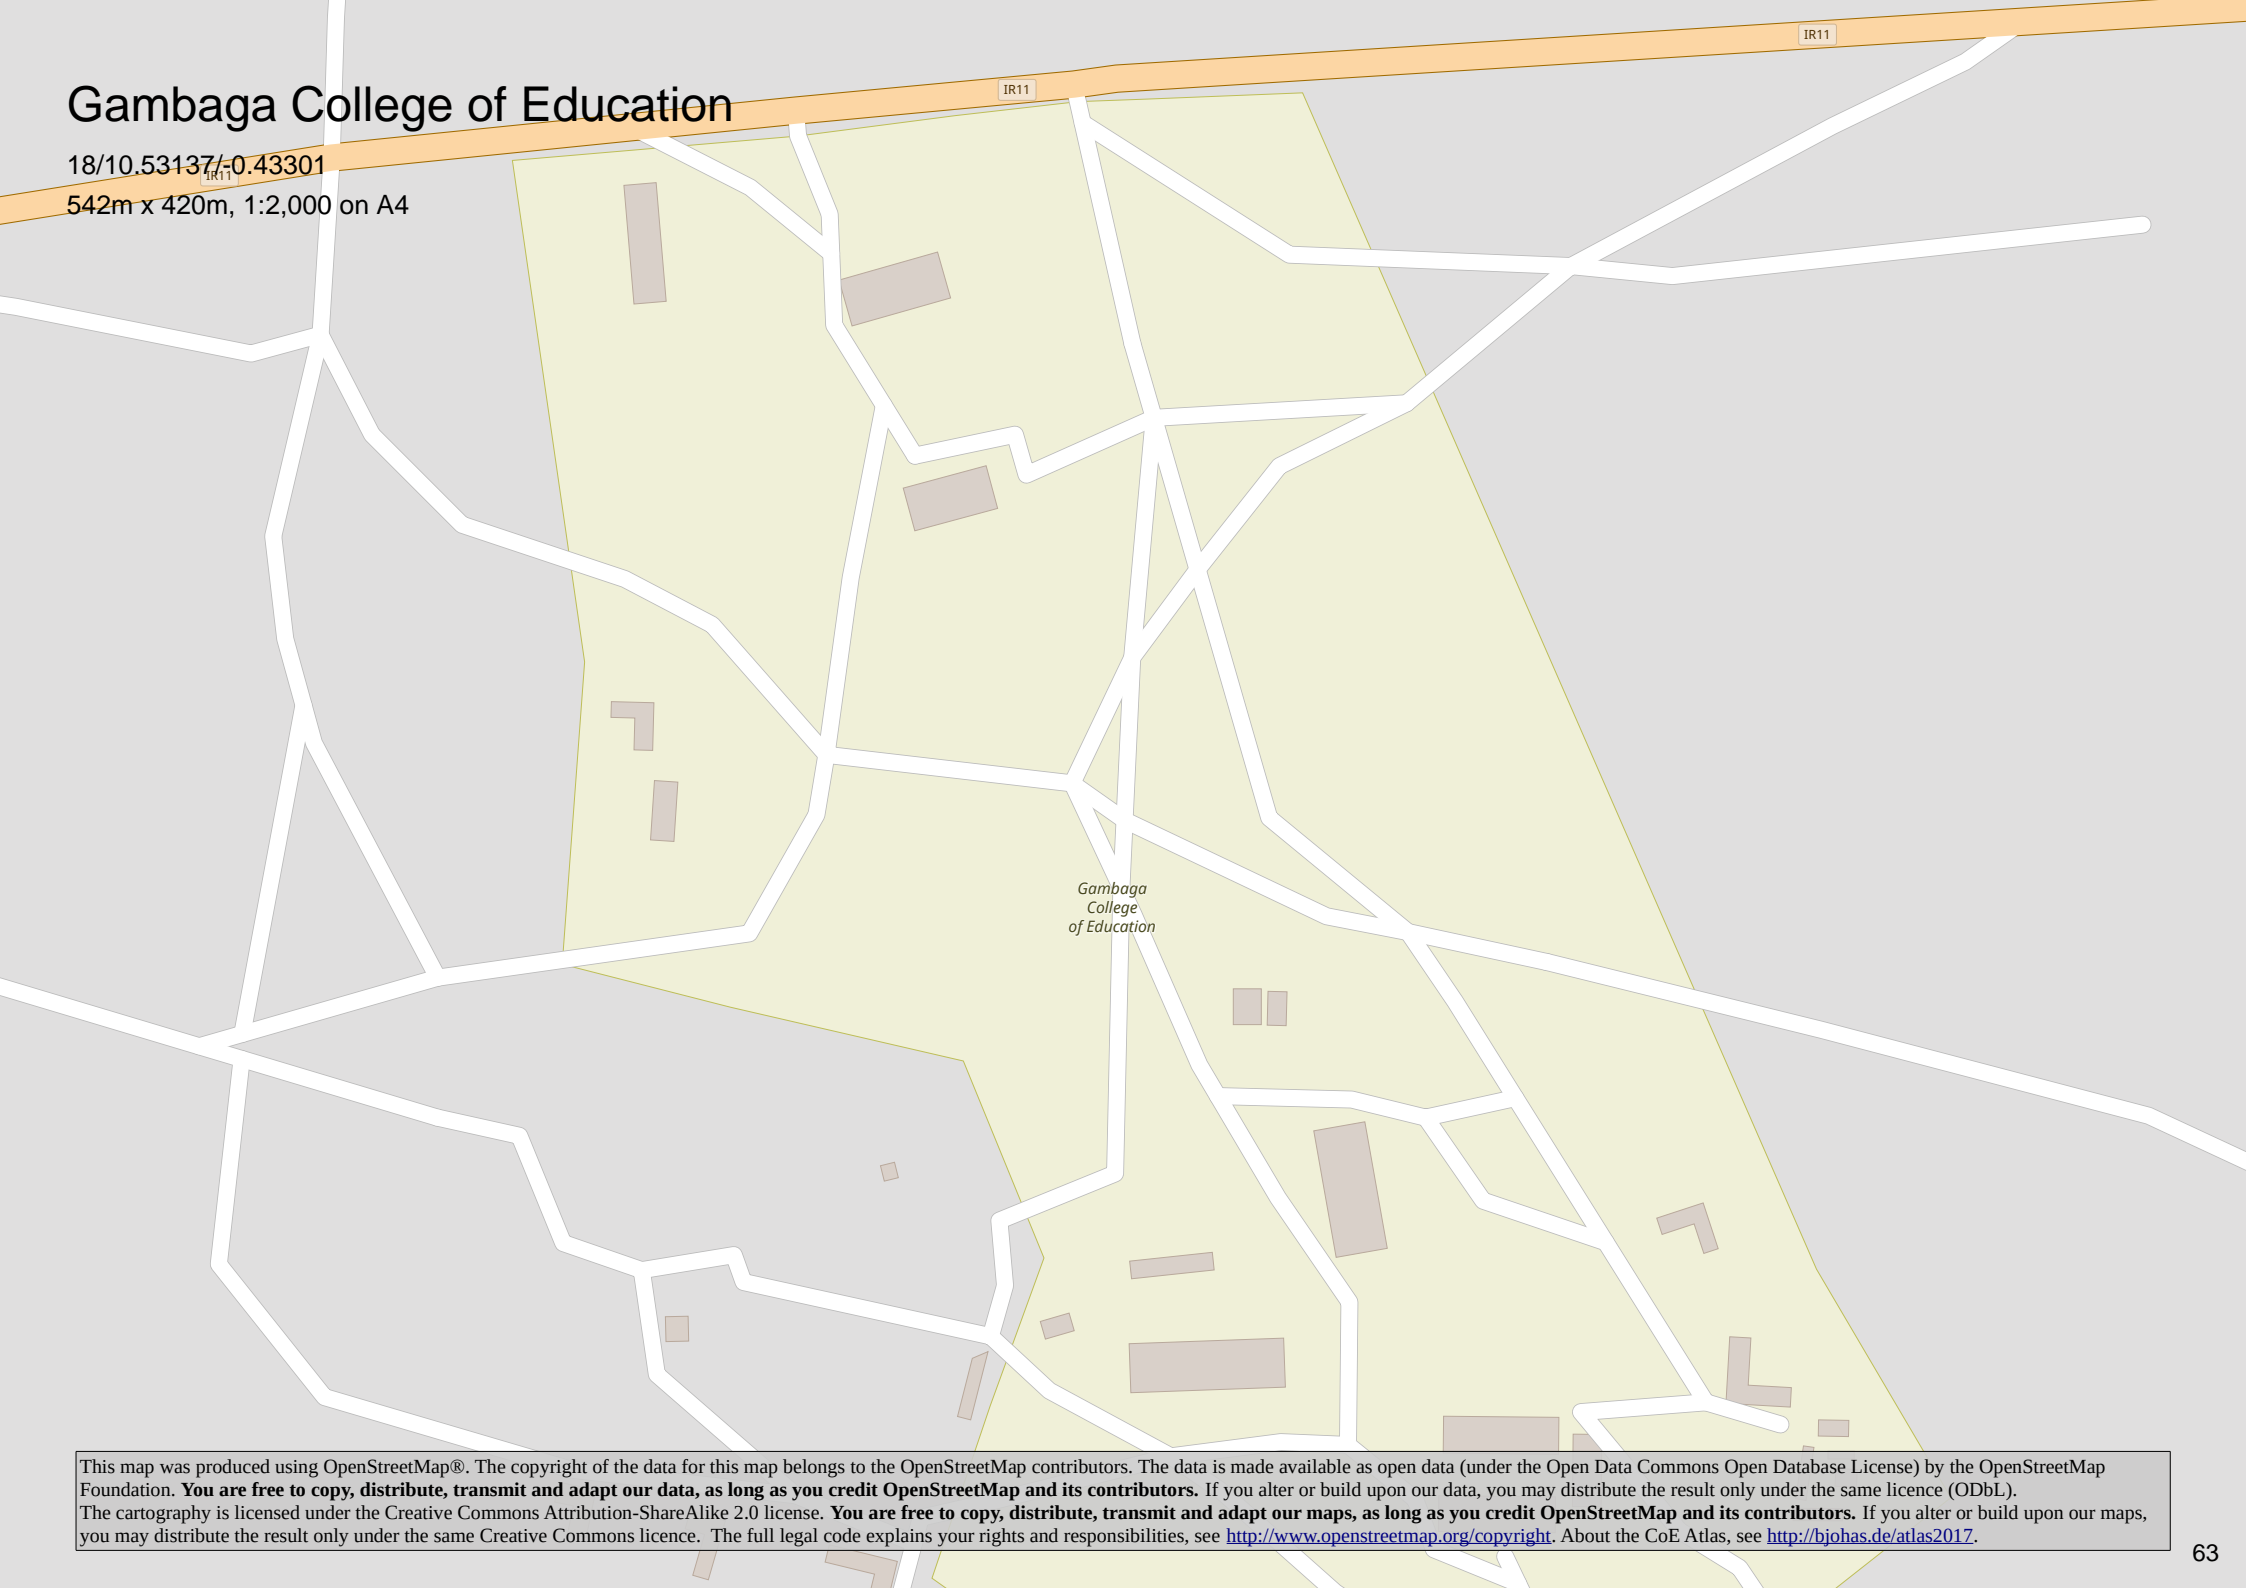 IR11
IR11
Gambaga College of Education
18/10.53137/-0.43301
IR11
542m x 420m, 1:2,000 on A4
Gambaga
College
of Education
This map was produced using OpenStreetMap®. The copyright of the data for this map belongs to the OpenStreetMap contributors. The data is made available as open data (under the Open Data Commons Open Database License) by the OpenStreetMap
Foundation. You are free to copy, distribute, transmit and adapt our data, as long as you credit OpenStreetMap and its contributors. If you alter or build upon our data, you may distribute the result only under the same licence (ODbL).
The cartography is licensed under the Creative Commons Attribution-ShareAlike 2.0 license. You are free to copy, distribute, transmit and adapt our maps, as long as you credit OpenStreetMap and its contributors. If you alter or build upon our maps,
you may distribute the result only under the same Creative Commons licence. The full legal code explains your rights and responsibilities, see http://www.openstreetmap.org/copyright. About the CoE Atlas, see http://bjohas.de/atlas2017.
63